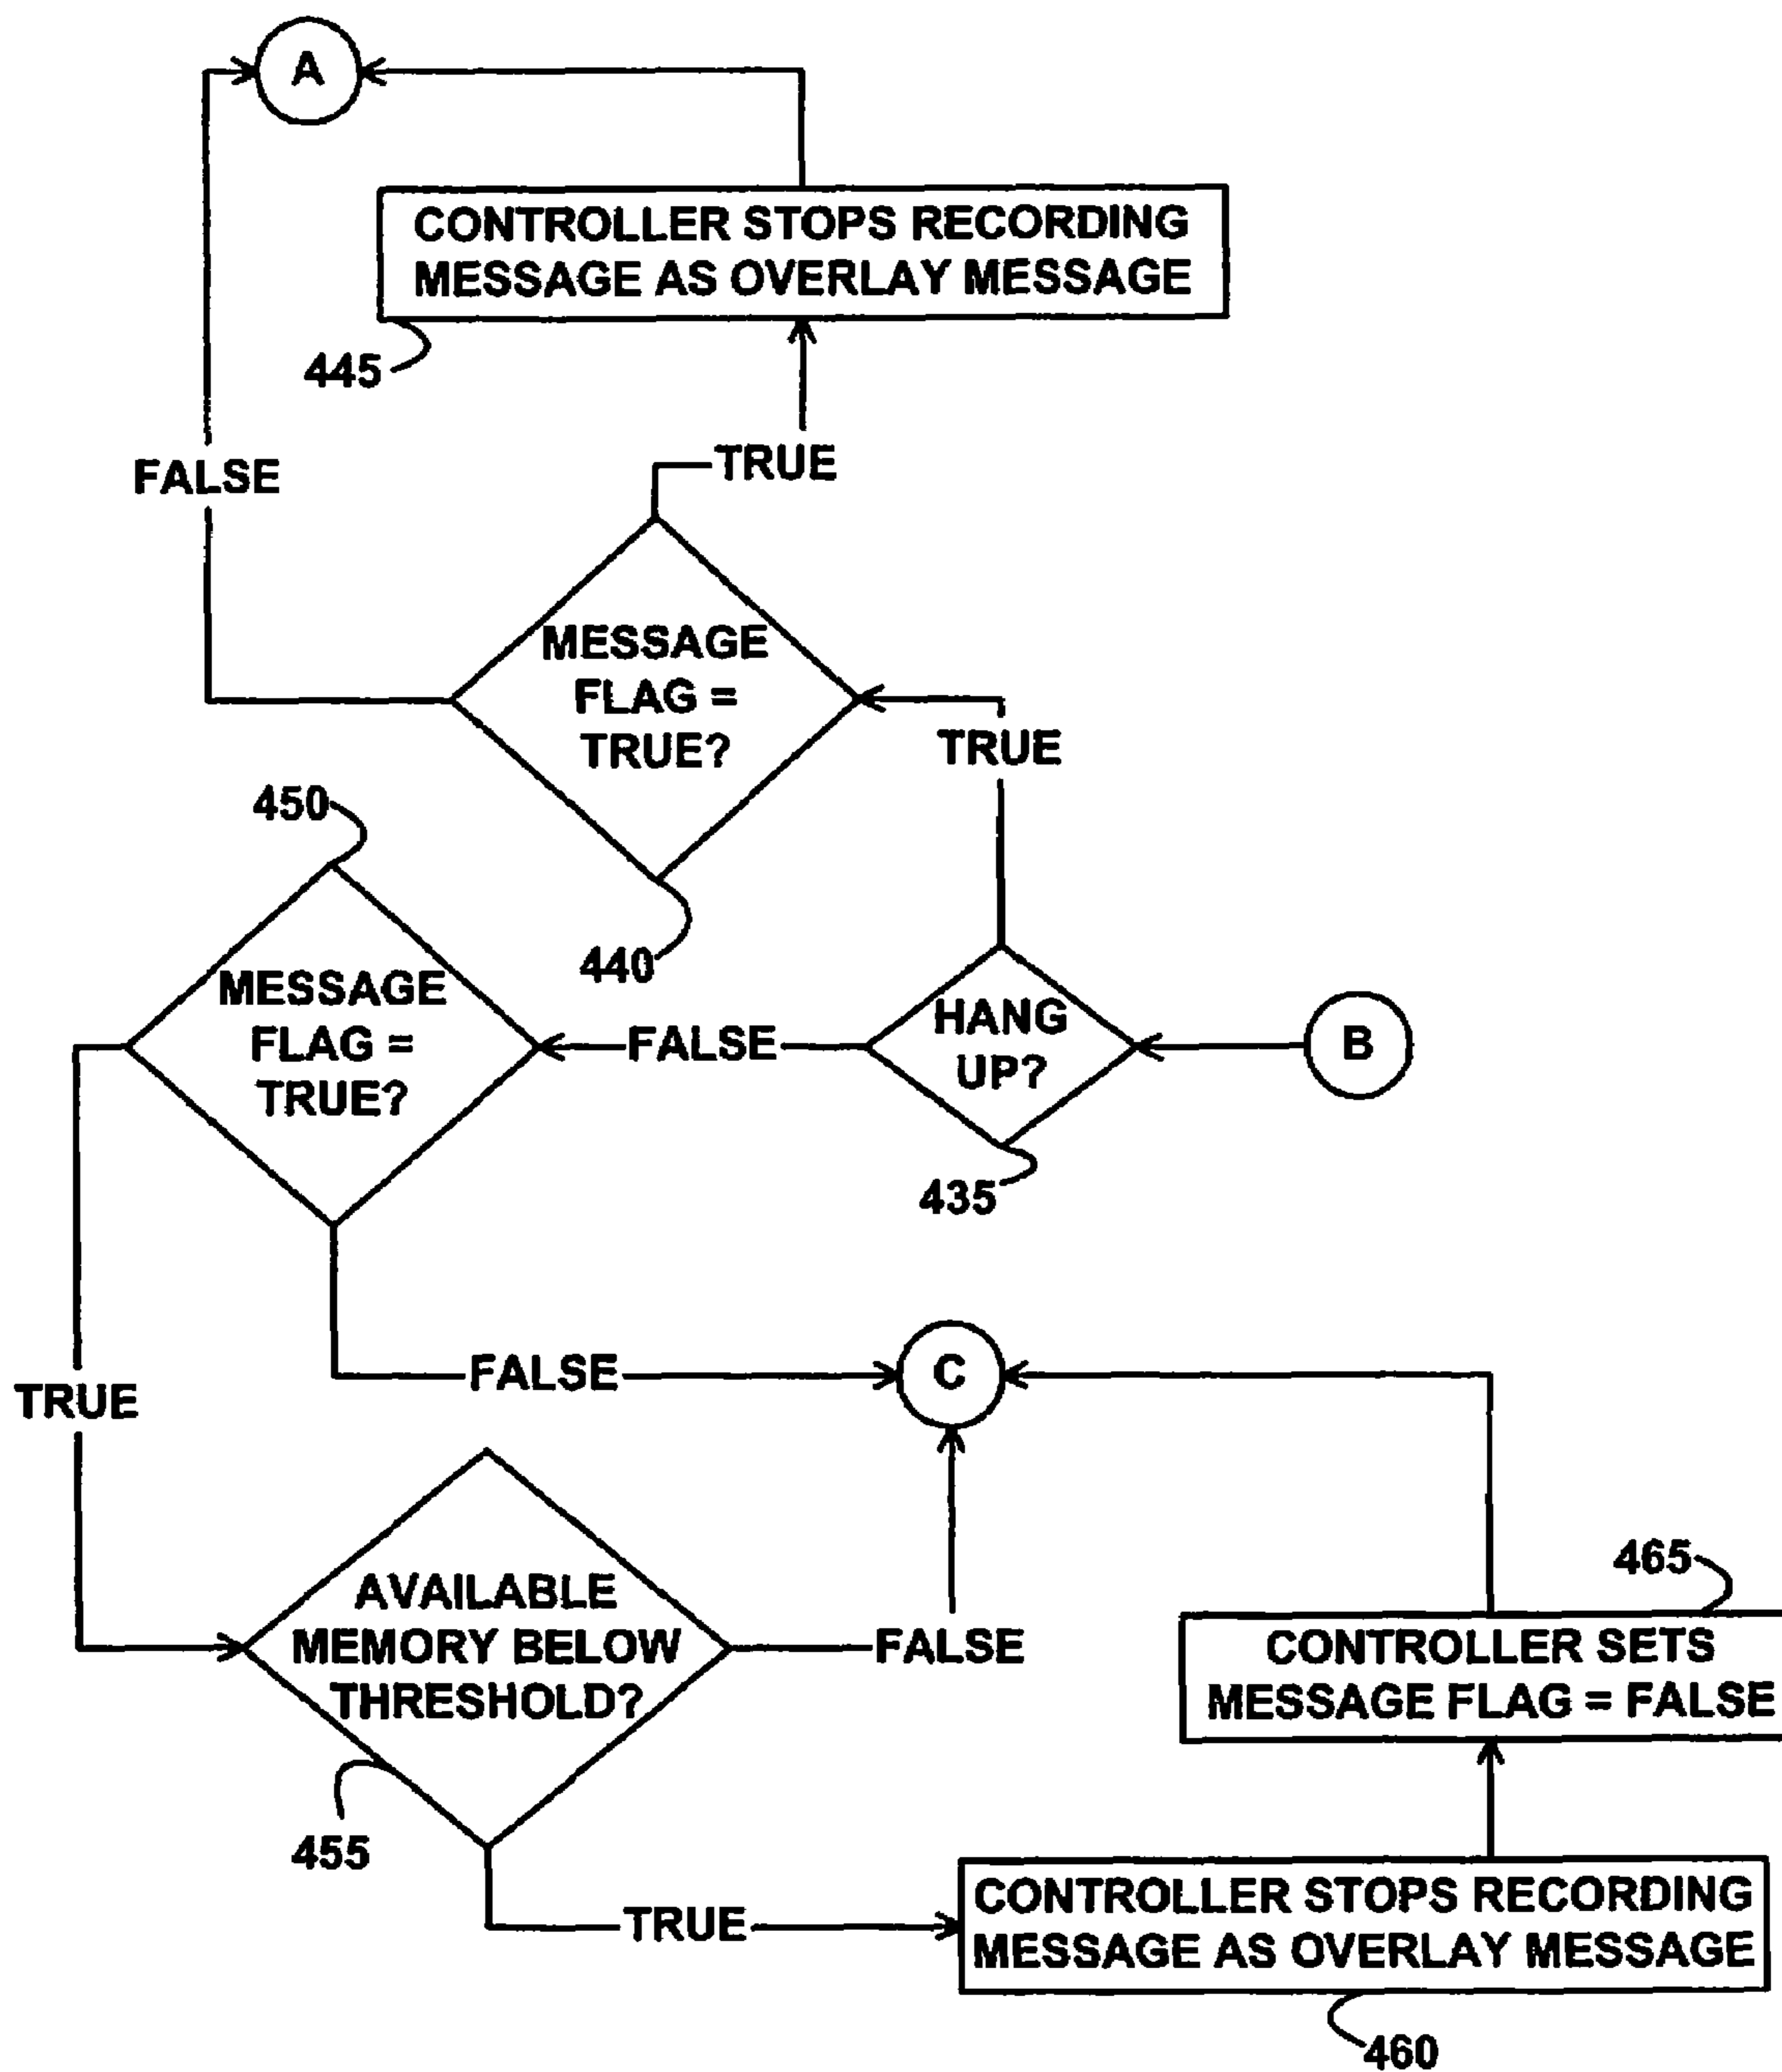 A
CONTROLLER STOPS RECORDING
MESSAGE AS OVERLAY MESSAGE
445
TRUE
FALSE
MESSAGE
FLAG =
TRUE?
TRUE
450
440
MESSAGE
FLAG =
TRUE?
FALSE
HANG
UP?
B
435
FALSE
C
TRUE
465
AVAILABLE
MEMORY BELOW
THRESHOLD?
FALSE
CONTROLLER SETS
MESSAGE FLAG = FALSE
455
TRUE
CONTROLLER STOPS RECORDING
MESSAGE AS OVERLAY MESSAGE
460